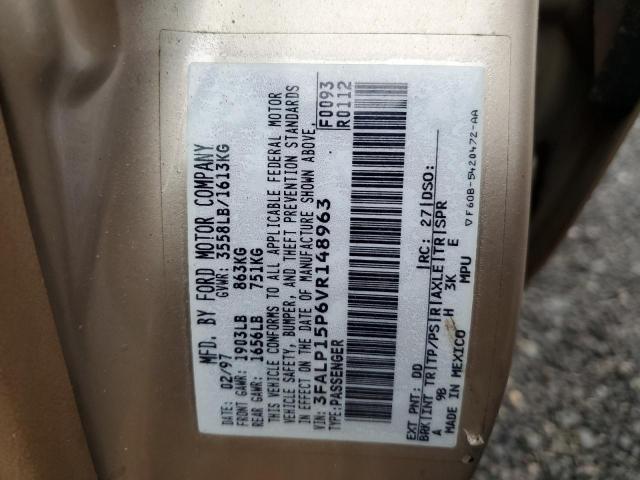 MFD. BY FORD MOTOR COMPANY
DATE: 02/97 GVWR: 3558LB/1613KG
FRONT GAWR: 1903LB 863KG
REAR GAWR: 1656LB 751KG
THIS VEHICLE CONFORMS TO ALL APPLICABLE FEDERAL MOTOR
VEHICLE SAFETY, BUMPER, AND THEFT PREVENTION STANDARDS
IN EFFECT ON THE DATE OF MANUFACTURE SHOWN ABOVE.
VIN: 3FALP15P6VR148963 F0093
TYPE: PASSENGER R0112
EXT PNT: DD RC: 27 DSO:
BRK INT TR TP/PS R AXLE TR SPR
A 9B H 3K E
MADE IN MEXICO MPU
F60B-5420472-AA